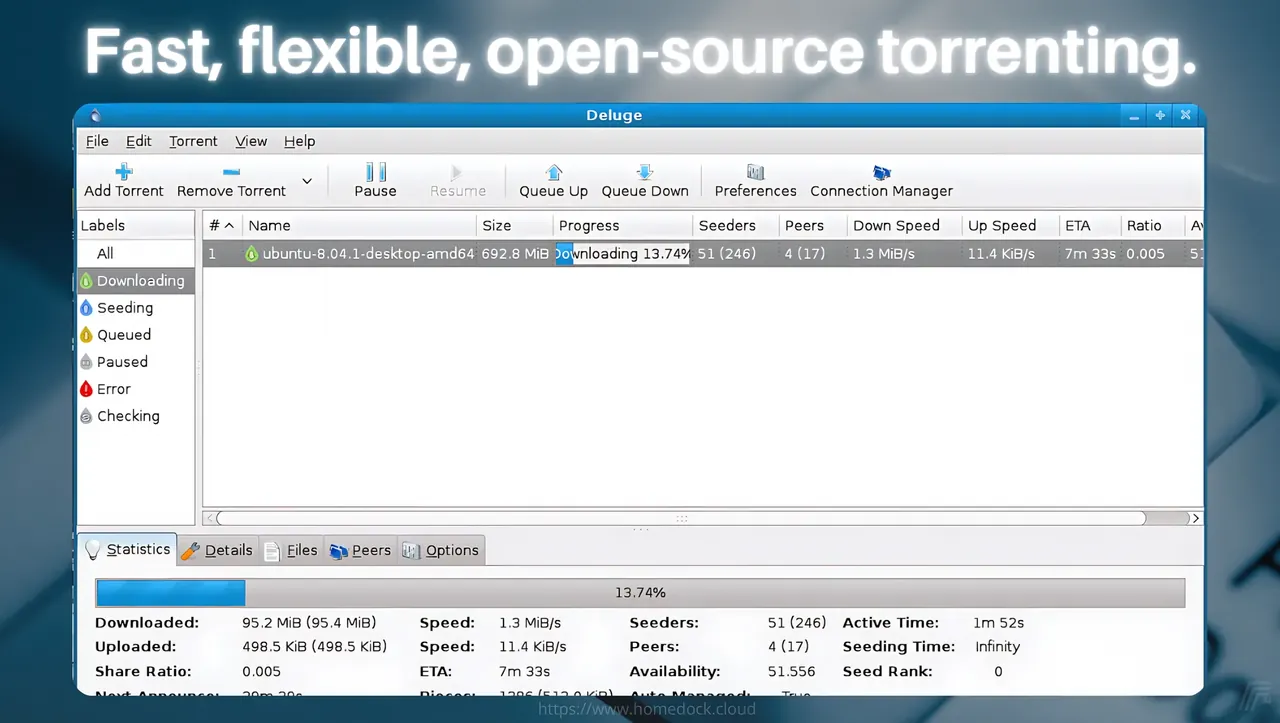 Fast, flexible, open-source torrenting.
Deluge
File Edit Torrent View Help
Add Torrent Remove Torrent Pause Resume Queue Up Queue Down Preferences Connection Manager
Labels
All
Downloading
Seeding
Queued
Paused
Error
Checking
# Name Size Progress Seeders Peers Down Speed Up Speed ETA Ratio
1 ubuntu-8.04.1-desktop-amd64 692.8 MiB Downloading 13.74% 51 (246) 4 (17) 1.3 MiB/s 11.4 KiB/s 7m 33s 0.005
Statistics Details Files Peers Options
13.74%
Downloaded: 95.2 MiB (95.4 MiB) Speed: 1.3 MiB/s Seeders: 51 (246) Active Time: 1m 52s
Uploaded: 498.5 KiB (498.5 KiB) Speed: 11.4 KiB/s Peers: 4 (17) Seeding Time: Infinity
Share Ratio: 0.005 ETA: 7m 33s Availability: 51.556 Seed Rank: 0
Next Announce: Pieces: Auto Managed: True
https://www.homedock.cloud